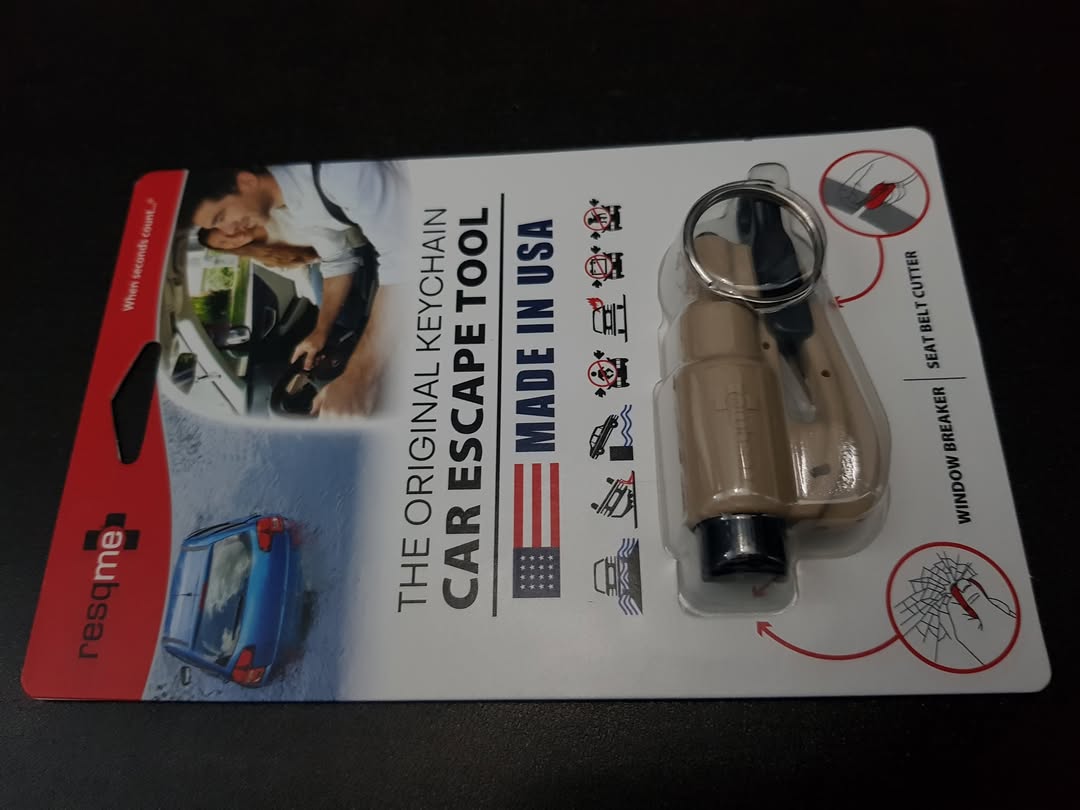 When seconds count...®
resqme
THE ORIGINAL KEYCHAIN
CAR ESCAPE TOOL
MADE IN USA
WINDOW BREAKER
SEAT BELT CUTTER